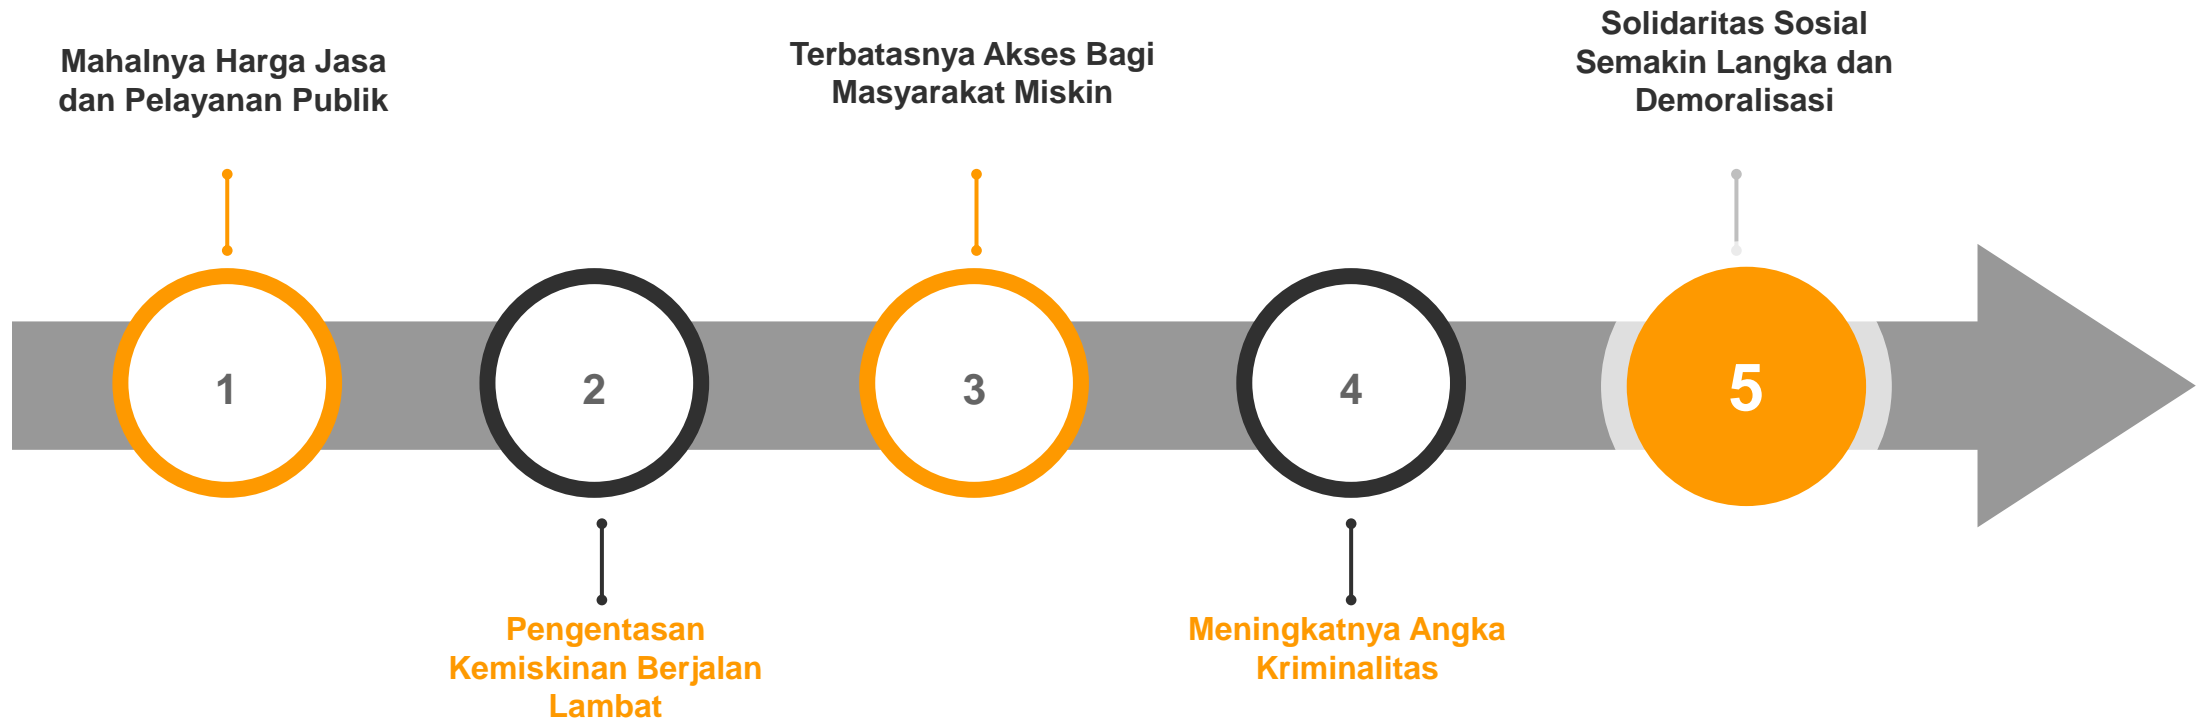 Mahalnya Harga Jasa
dan Pelayanan Publik
Terbatasnya Akses Bagi
Masyarakat Miskin
Solidaritas Sosial
Semakin Langka dan
Demoralisasi
1
2
3
4
5
Pengentasan
Kemiskinan Berjalan
Lambat
Meningkatnya Angka
Kriminalitas